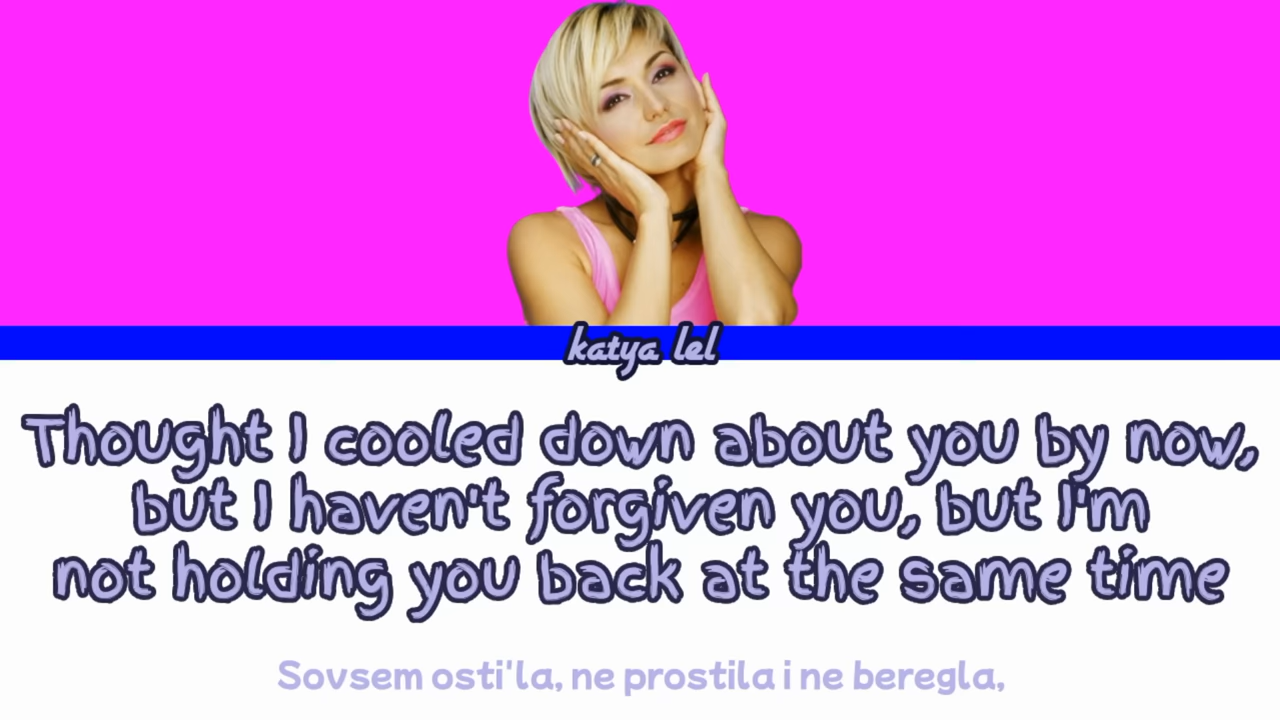 katya lel
Thought I cooled down about you by now,
but I haven't forgiven you, but I'm
not holding you back at the same time
Sovsem osti'la, ne prostila i ne beregla,